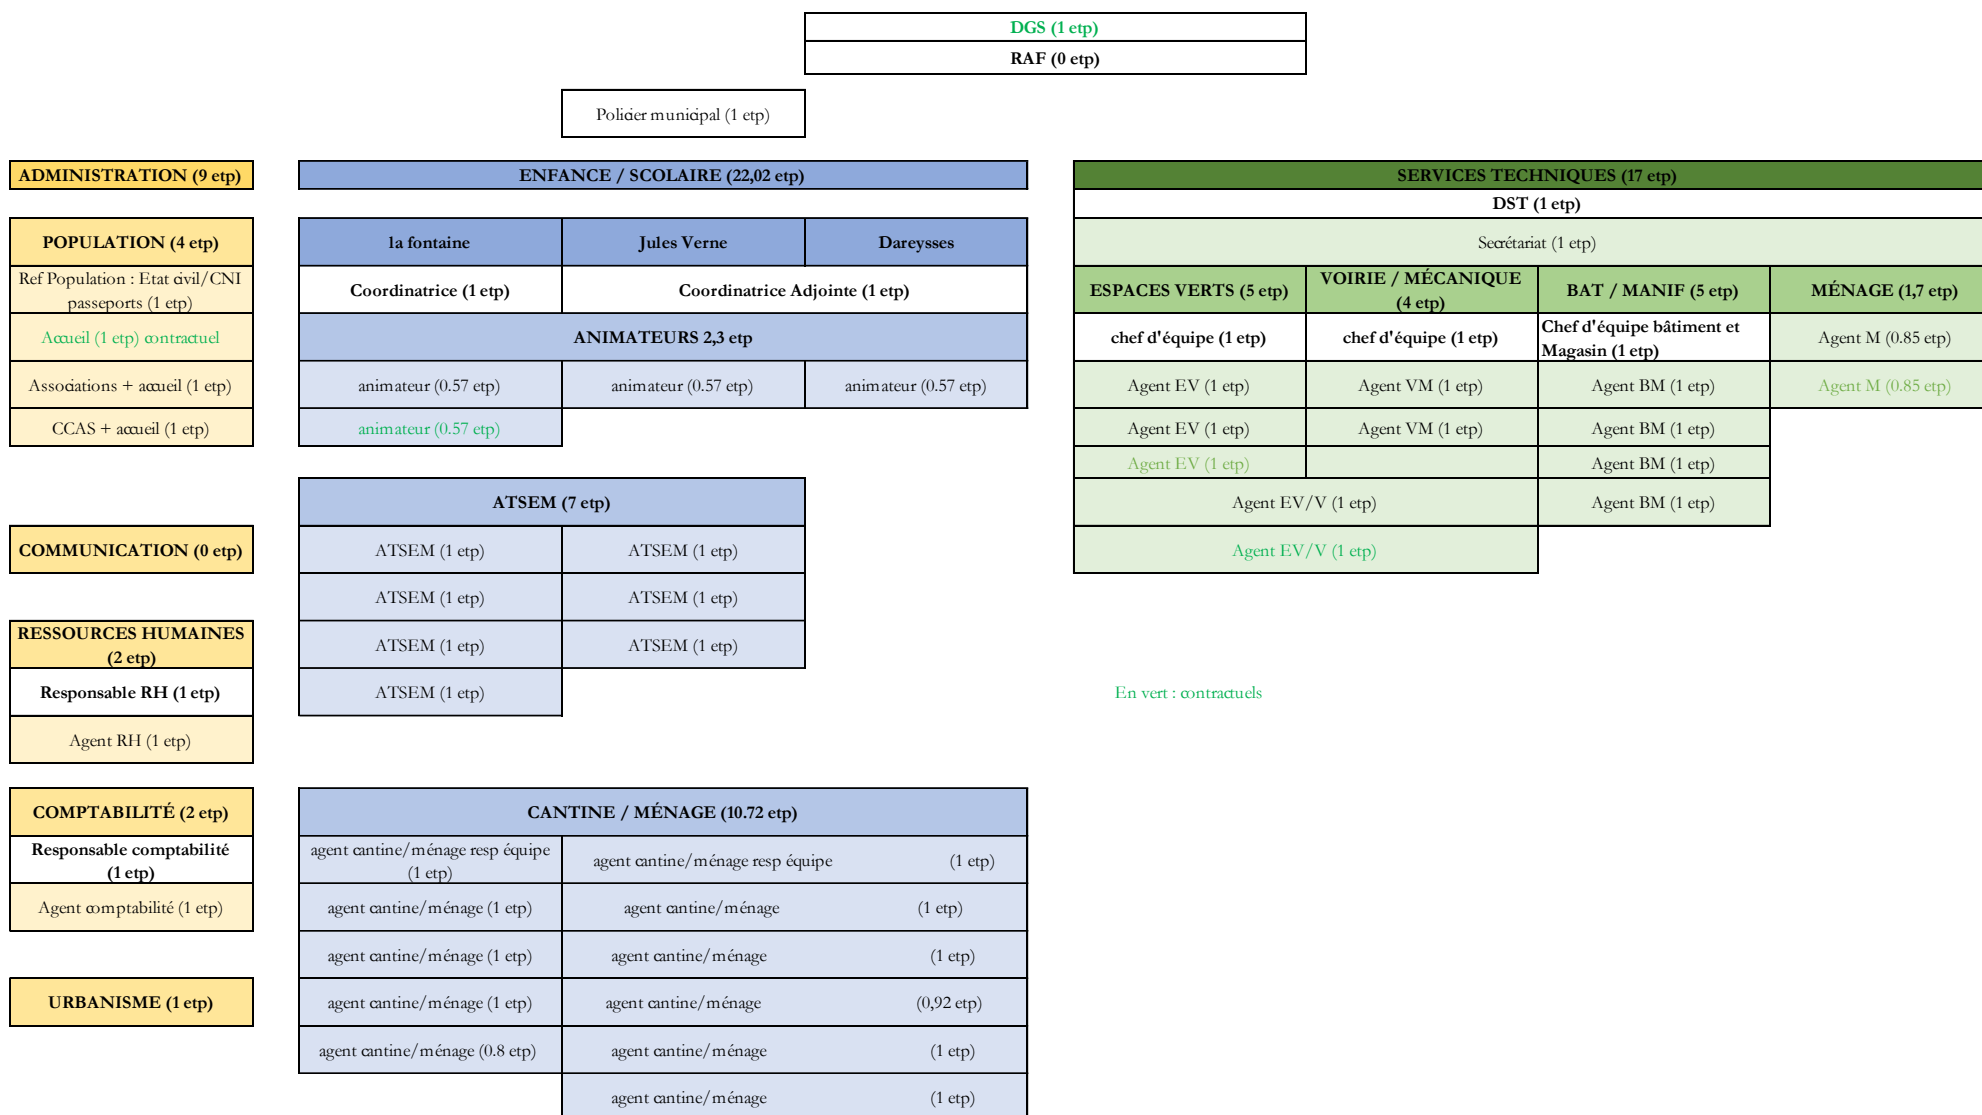 DGS (1 etp)
RAF (0 etp)
Policier municipal (1 etp)
ADMINISTRATION (9 etp)
ENFANCE / SCOLAIRE (22,02 etp)
SERVICES TECHNIQUES (17 etp)
DST (1 etp)
POPULATION (4 etp)
la fontaine
Jules Verne
Dareysses
Secrétariat (1 etp)
Ref Population : Etat civil/CNI
passeports (1 etp)
Coordinatrice (1 etp)
Coordinatrice Adjointe (1 etp)
ESPACES VERTS (5 etp)
VOIRIE / MÉCANIQUE
(4 etp)
BAT / MANIF (5 etp)
MÉNAGE (1,7 etp)
Accueil (1 etp) contractuel
ANIMATEURS 2,3 etp
chef d'équipe (1 etp)
chef d'équipe (1 etp)
Chef d'équipe bâtiment et
Magasin (1 etp)
Agent M (0.85 etp)
Associations + accueil (1 etp)
animateur (0.57 etp)
animateur (0.57 etp)
animateur (0.57 etp)
Agent EV (1 etp)
Agent VM (1 etp)
Agent BM (1 etp)
Agent M (0.85 etp)
CCAS + accueil (1 etp)
animateur (0.57 etp)
Agent EV (1 etp)
Agent VM (1 etp)
Agent BM (1 etp)
Agent EV (1 etp)
Agent BM (1 etp)
ATSEM (7 etp)
Agent EV/V (1 etp)
Agent BM (1 etp)
COMMUNICATION (0 etp)
ATSEM (1 etp)
ATSEM (1 etp)
Agent EV/V (1 etp)
ATSEM (1 etp)
ATSEM (1 etp)
RESSOURCES HUMAINES
(2 etp)
ATSEM (1 etp)
ATSEM (1 etp)
Responsable RH (1 etp)
ATSEM (1 etp)
En vert : contractuels
Agent RH (1 etp)
COMPTABILITÉ (2 etp)
CANTINE / MÉNAGE (10.72 etp)
Responsable comptabilité
(1 etp)
agent cantine/ménage resp équipe
(1 etp)
agent cantine/ménage resp équipe (1 etp)
Agent comptabilité (1 etp)
agent cantine/ménage (1 etp)
agent cantine/ménage (1 etp)
agent cantine/ménage (1 etp)
agent cantine/ménage (1 etp)
URBANISME (1 etp)
agent cantine/ménage (1 etp)
agent cantine/ménage (0,92 etp)
agent cantine/ménage (0.8 etp)
agent cantine/ménage (1 etp)
agent cantine/ménage (1 etp)